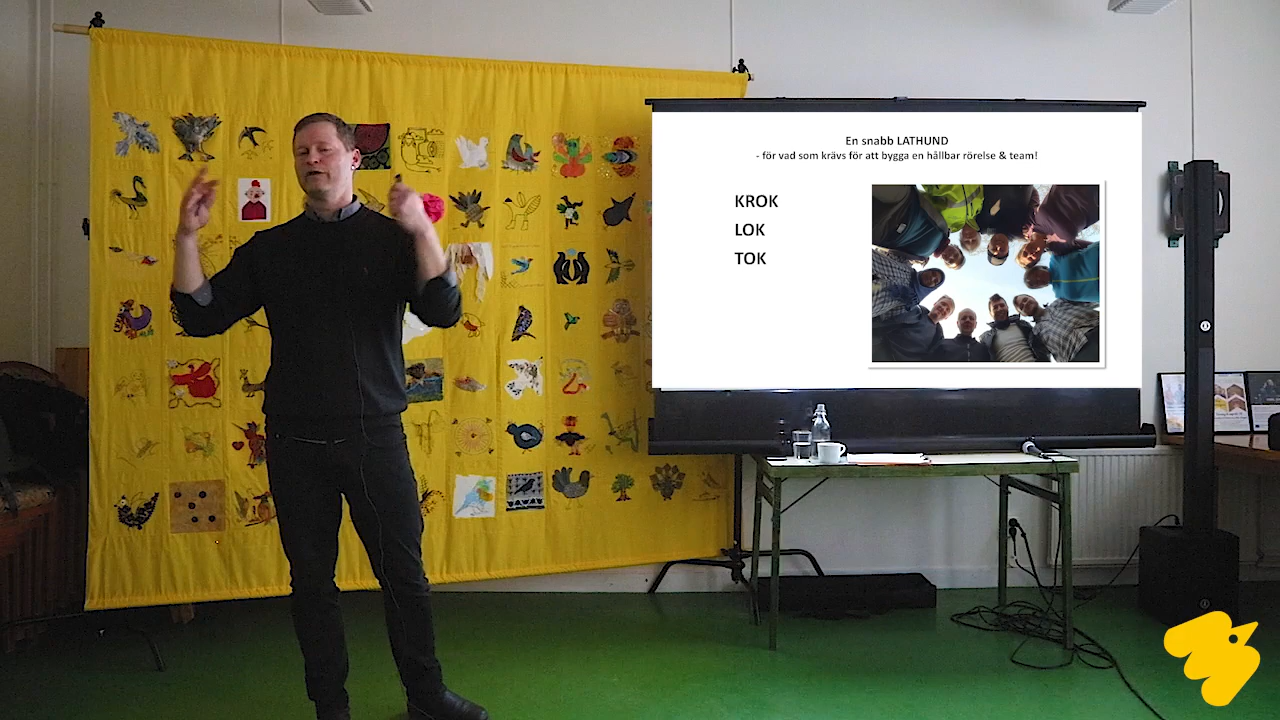 En snabb LATHUND
- för vad som krävs för att bygga en hållbar rörelse & team!
KROK
LOK
TOK